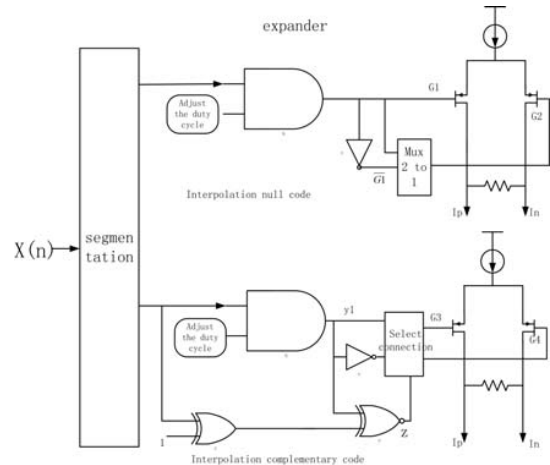 expander
Adjust
the duty
cycle
G1
G2
Mux
2 to
1
G1
Interpolation null code
Ip
In
X(n)
segmen
tation
Adjust
the duty
cycle
y1
Select
connection
G3
G4
1
Z
Ip
In
Interpolation complementary code